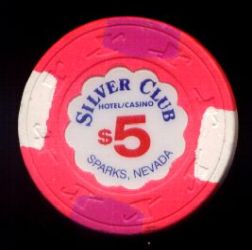 SILVER CLUB
HOTEL/CASINO
$5
SPARKS, NEVADA